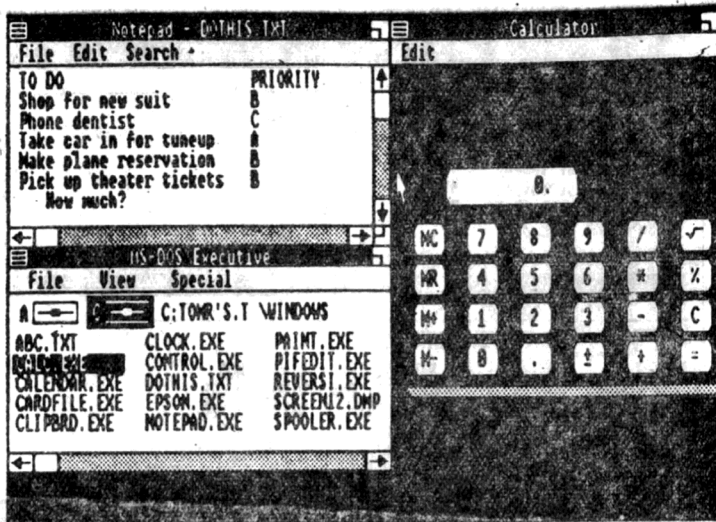 Notepad - DOTHIS.TXT
File Edit Search
TO DO PRIORITY
Shop for new suit B
Phone dentist C
Take car in for tuneup A
Make plane reservation B
Pick up theater tickets B
How much?
MS-DOS Executive
File View Special
A C C:TOMR'S.T \WINDOWS
ABC.TXT CLOCK.EXE PAINT.EXE
CONTROL.EXE PIFEDIT.EXE
CALENDAR.EXE DOTHIS.TXT REVERSI.EXE
CARDFILE.EXE EPSON.EXE SCREEN12.DMP
CLIPBRD.EXE NOTEPAD.EXE SPOOLER.EXE
Calculator
Edit
0.
MC 7 8 9 / √
MR 4 5 6 * %
M+ 1 2 3 - C
M- 0 . ± + =